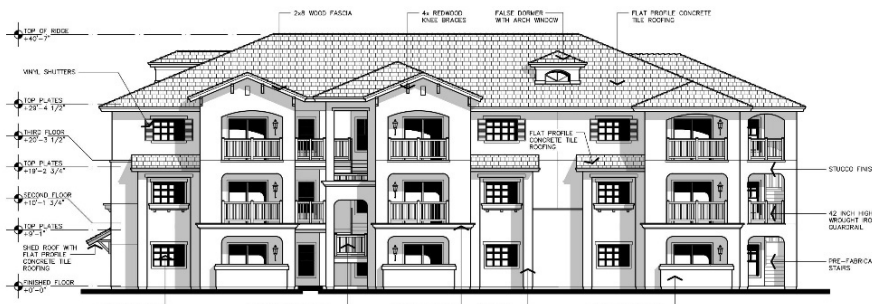 2x8 WOOD FASCIA
4x REDWOOD
KNEE BRACES
FALSE DORMER
WITH ARCH WINDOW
FLAT PROFILE CONCRETE
TILE ROOFING
TOP OF RIDGE
+40'-7"
VINYL SHUTTERS
TOP PLATES
+28'-4 1/2"
THIRD FLOOR
+20'-3 1/2"
TOP PLATES
+19'-2 3/4"
SECOND FLOOR
+10'-1 3/4"
TOP PLATES
+9'-1"
SHED ROOF WITH
FLAT PROFILE
CONCRETE TILE
ROOFING
FINISHED FLOOR
+0'-0"
FLAT PROFILE
CONCRETE TILE
ROOFING
STUCCO FINIS
42 INCH HIGH
WROUGHT IRO
GUARDRAIL
PRE-FABRICA
STAIRS